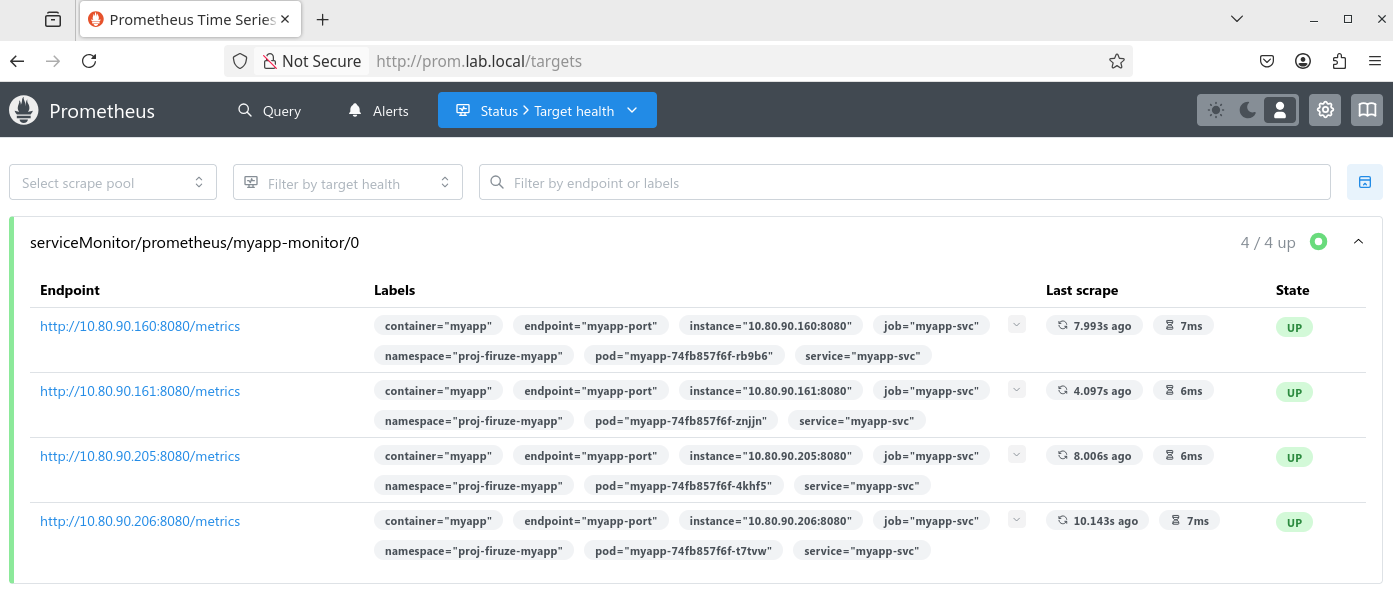 Prometheus Time Series
Not Secure http://prom.lab.local/targets
Prometheus Query Alerts Status > Target health
Select scrape pool Filter by target health Filter by endpoint or labels
serviceMonitor/prometheus/myapp-monitor/0 4 / 4 up
Endpoint Labels Last scrape State
http://10.80.90.160:8080/metrics container="myapp" endpoint="myapp-port" instance="10.80.90.160:8080" job="myapp-svc" 7.993s ago 7ms UP
namespace="proj-firuze-myapp" pod="myapp-74fb857f6f-rb9b6" service="myapp-svc"
http://10.80.90.161:8080/metrics container="myapp" endpoint="myapp-port" instance="10.80.90.161:8080" job="myapp-svc" 4.097s ago 6ms UP
namespace="proj-firuze-myapp" pod="myapp-74fb857f6f-znjjn" service="myapp-svc"
http://10.80.90.205:8080/metrics container="myapp" endpoint="myapp-port" instance="10.80.90.205:8080" job="myapp-svc" 8.006s ago 6ms UP
namespace="proj-firuze-myapp" pod="myapp-74fb857f6f-4khf5" service="myapp-svc"
http://10.80.90.206:8080/metrics container="myapp" endpoint="myapp-port" instance="10.80.90.206:8080" job="myapp-svc" 10.143s ago 7ms UP
namespace="proj-firuze-myapp" pod="myapp-74fb857f6f-t7tvw" service="myapp-svc"